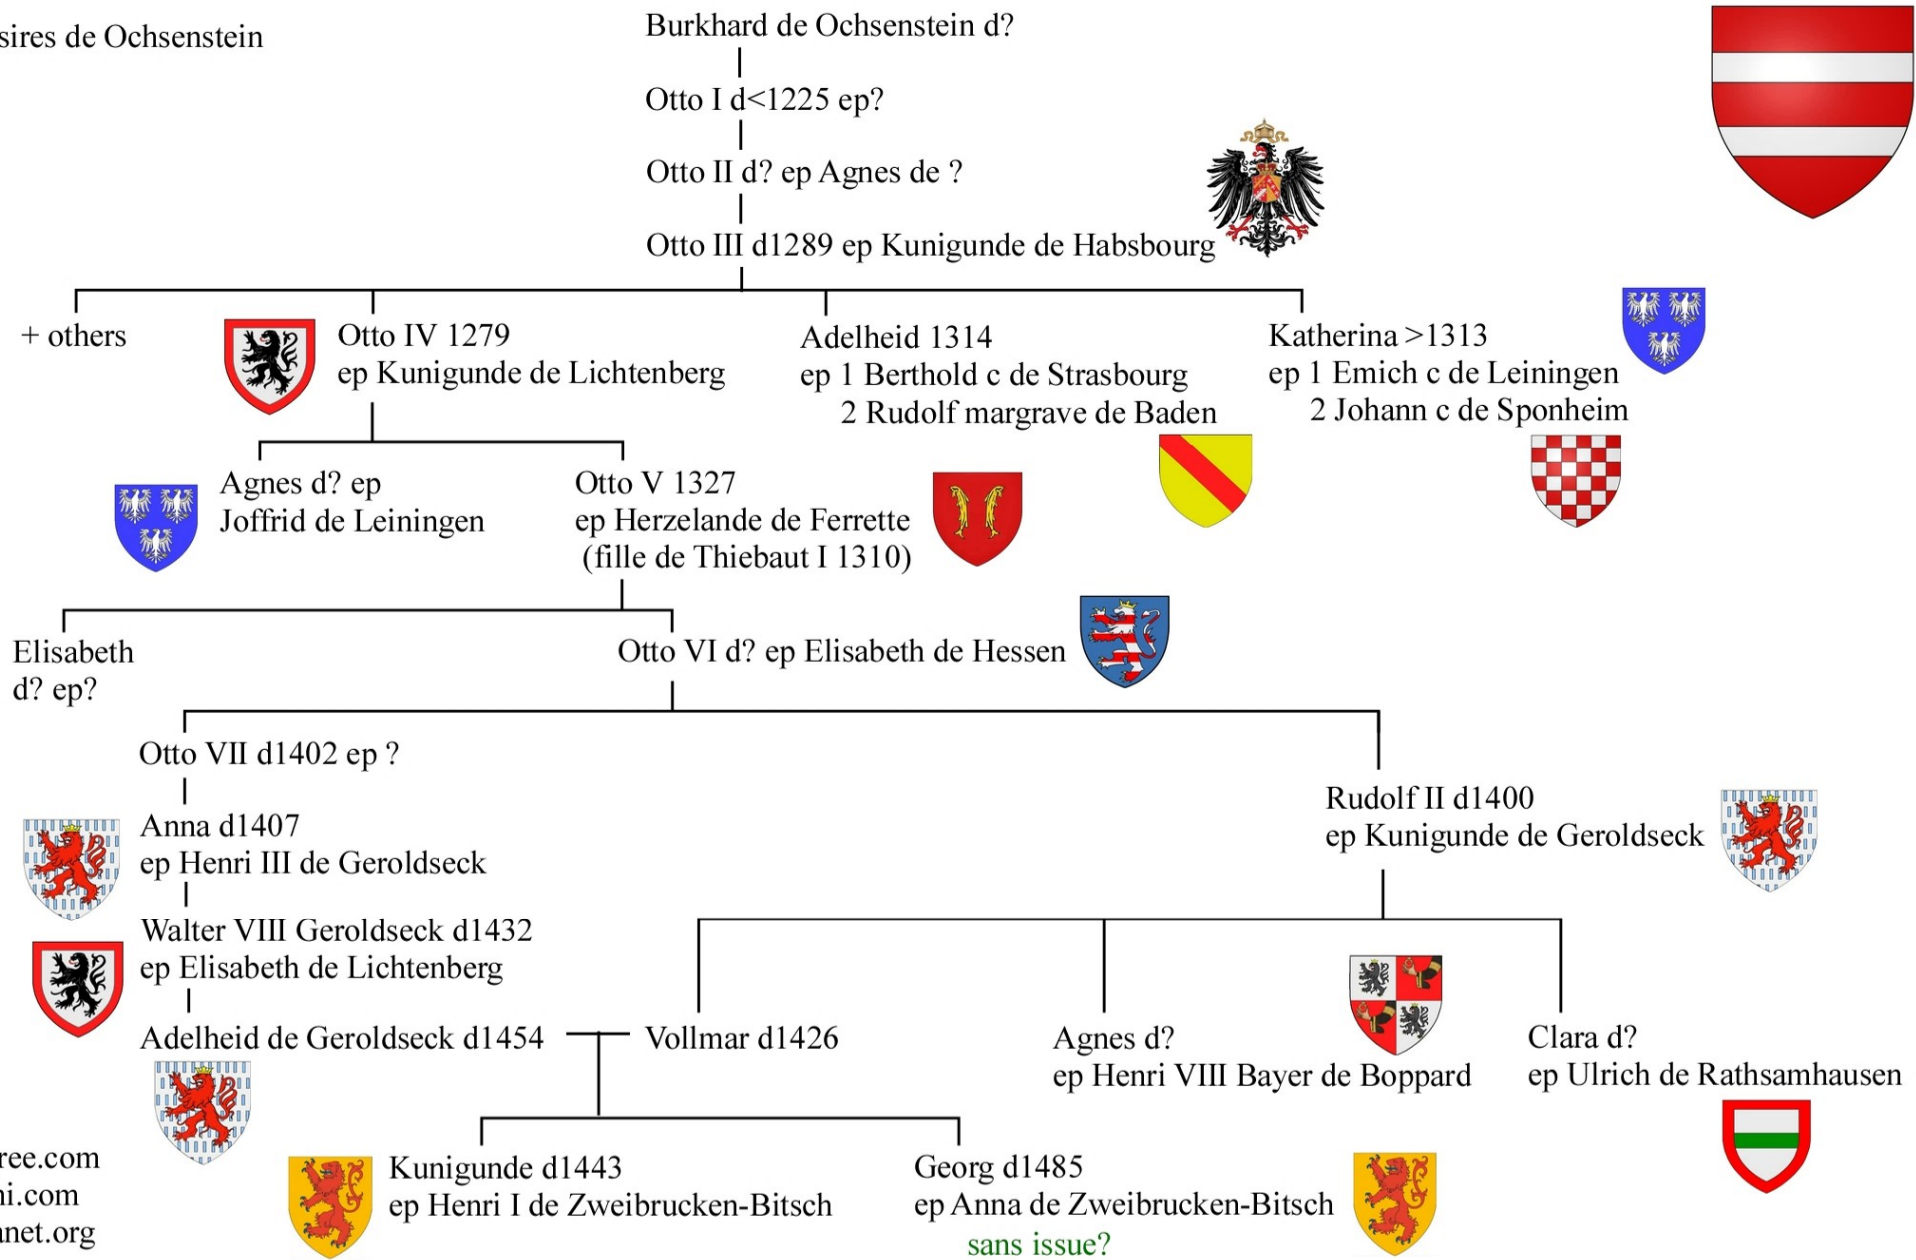 sires de Ochsenstein
Burkhard de Ochsenstein d?
Otto I d<1225 ep?
Otto II d? ep Agnes de ?
Otto III d1289 ep Kunigunde de Habsbourg
+ others
Otto IV 1279
ep Kunigunde de Lichtenberg
Adelheid 1314
ep 1 Berthold c de Strasbourg
2 Rudolf margrave de Baden
Katherina >1313
ep 1 Emich c de Leiningen
2 Johann c de Sponheim
Agnes d? ep
Joffrid de Leiningen
Otto V 1327
ep Herzelande de Ferrette
(fille de Thiebaut I 1310)
Elisabeth
d? ep?
Otto VI d? ep Elisabeth de Hessen
Otto VII d1402 ep ?
Rudolf II d1400
ep Kunigunde de Geroldseck
Anna d1407
ep Henri III de Geroldseck
Walter VIII Geroldseck d1432
ep Elisabeth de Lichtenberg
Adelheid de Geroldseck d1454
Vollmar d1426
Agnes d?
ep Henri VIII Bayer de Boppard
Clara d?
ep Ulrich de Rathsamhausen
Kunigunde d1443
ep Henri I de Zweibrucken-Bitsch
Georg d1485
ep Anna de Zweibrucken-Bitsch
sans issue?
ree.com
ni.com
anet.org